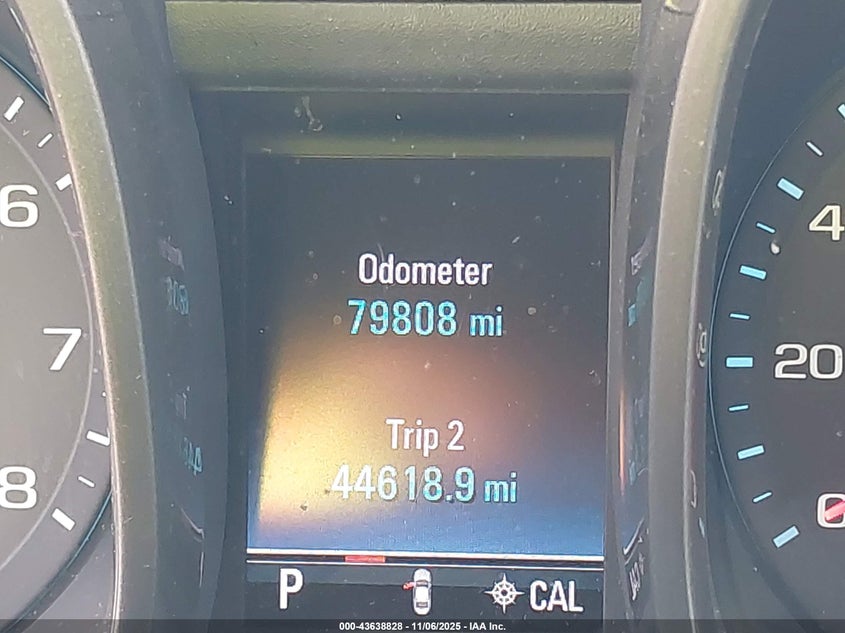 Odometer
79808 mi
Trip 2
44618.9 mi
P
CAL
6
7
8
4
20
0
000-43638828 - 11/06/2025 - IAA Inc.